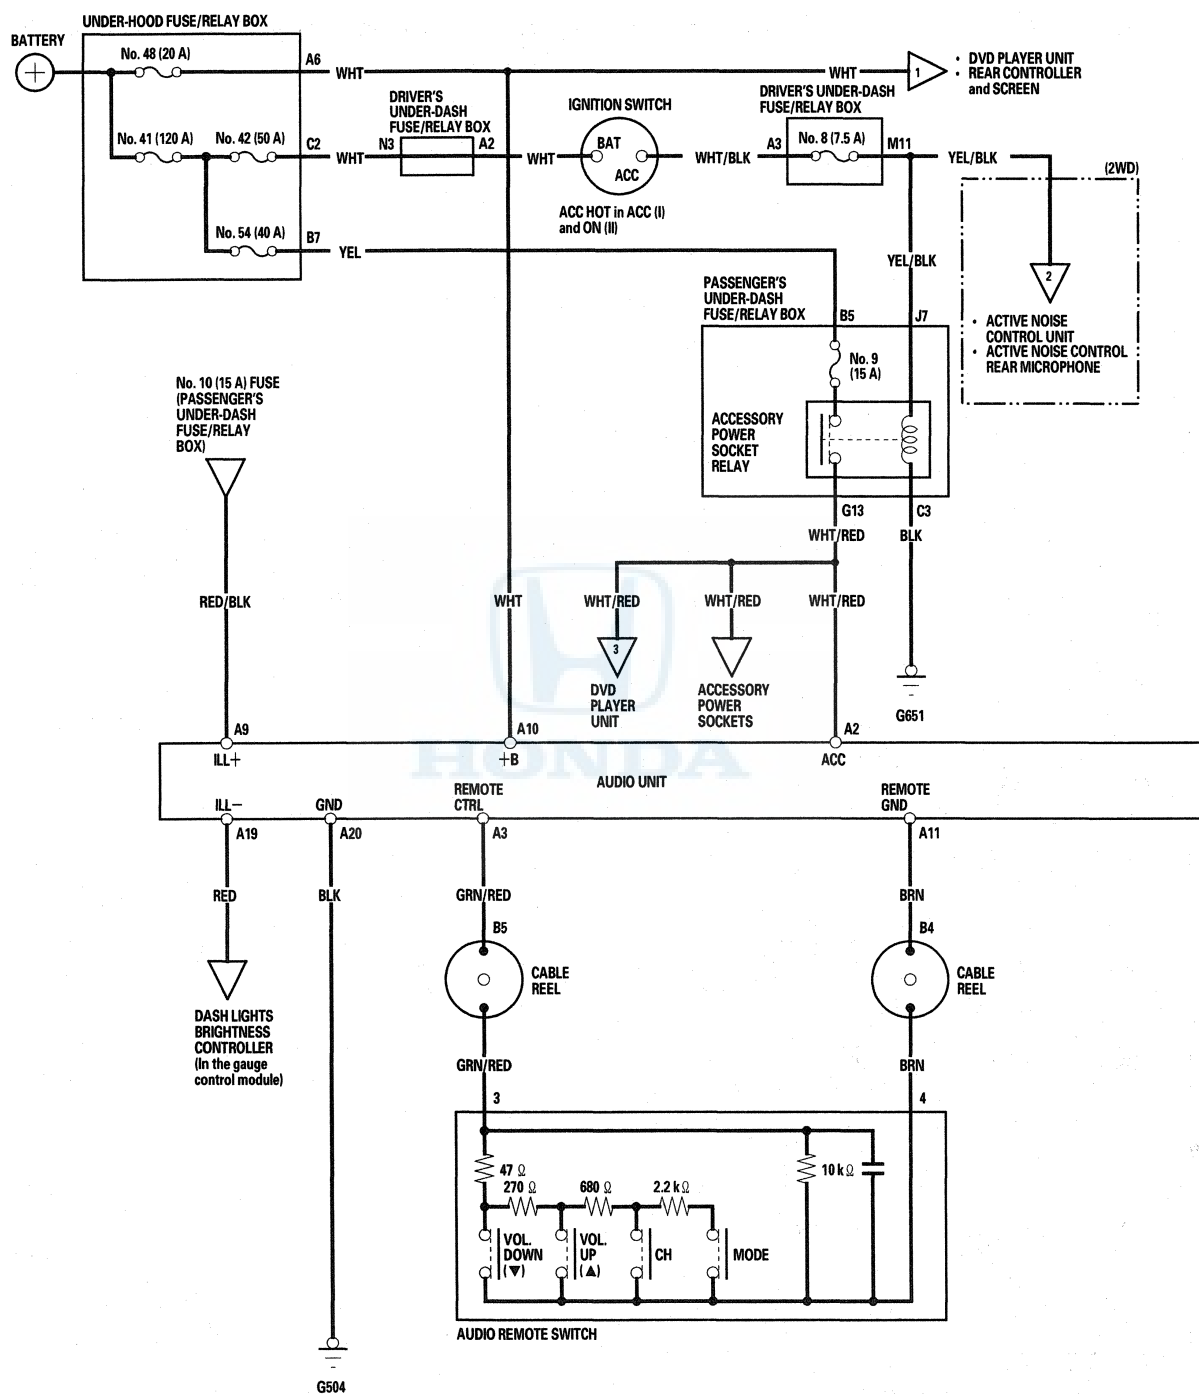 UNDER-HOOD FUSE/RELAY BOX
BATTERY
No. 48 (20 A)
A6
WHT
WHT
1
• DVD PLAYER UNIT
• REAR CONTROLLER
and SCREEN
DRIVER'S
UNDER-DASH
FUSE/RELAY BOX
IGNITION SWITCH
DRIVER'S UNDER-DASH
FUSE/RELAY BOX
No. 41 (120 A)
No. 42 (50 A)
C2
WHT
N3
A2
WHT
BAT
ACC
WHT/BLK
A3
No. 8 (7.5 A)
M11
YEL/BLK
(2WD)
ACC HOT in ACC (I)
and ON (II)
No. 54 (40 A)
B7
YEL
YEL/BLK
2
• ACTIVE NOISE
CONTROL UNIT
• ACTIVE NOISE CONTROL
REAR MICROPHONE
PASSENGER'S
UNDER-DASH
FUSE/RELAY BOX
B5
J7
No. 9
(15 A)
ACCESSORY
POWER
SOCKET
RELAY
No. 10 (15 A) FUSE
(PASSENGER'S
UNDER-DASH
FUSE/RELAY
BOX)
G13
C3
WHT/RED
BLK
RED/BLK
WHT
WHT/RED
WHT/RED
WHT/RED
3
DVD
PLAYER
UNIT
ACCESSORY
POWER
SOCKETS
G651
A9
A10
A2
ILL+
+B
ACC
HONDA
AUDIO UNIT
ILL−
GND
REMOTE
CTRL
REMOTE
GND
A19
A20
A3
A11
RED
BLK
GRN/RED
BRN
B5
B4
CABLE
REEL
CABLE
REEL
DASH LIGHTS
BRIGHTNESS
CONTROLLER
(In the gauge
control module)
GRN/RED
BRN
3
4
47 Ω
10 k Ω
270 Ω
680 Ω
2.2 k Ω
VOL.
DOWN
(▼)
VOL.
UP
(▲)
CH
MODE
AUDIO REMOTE SWITCH
G504